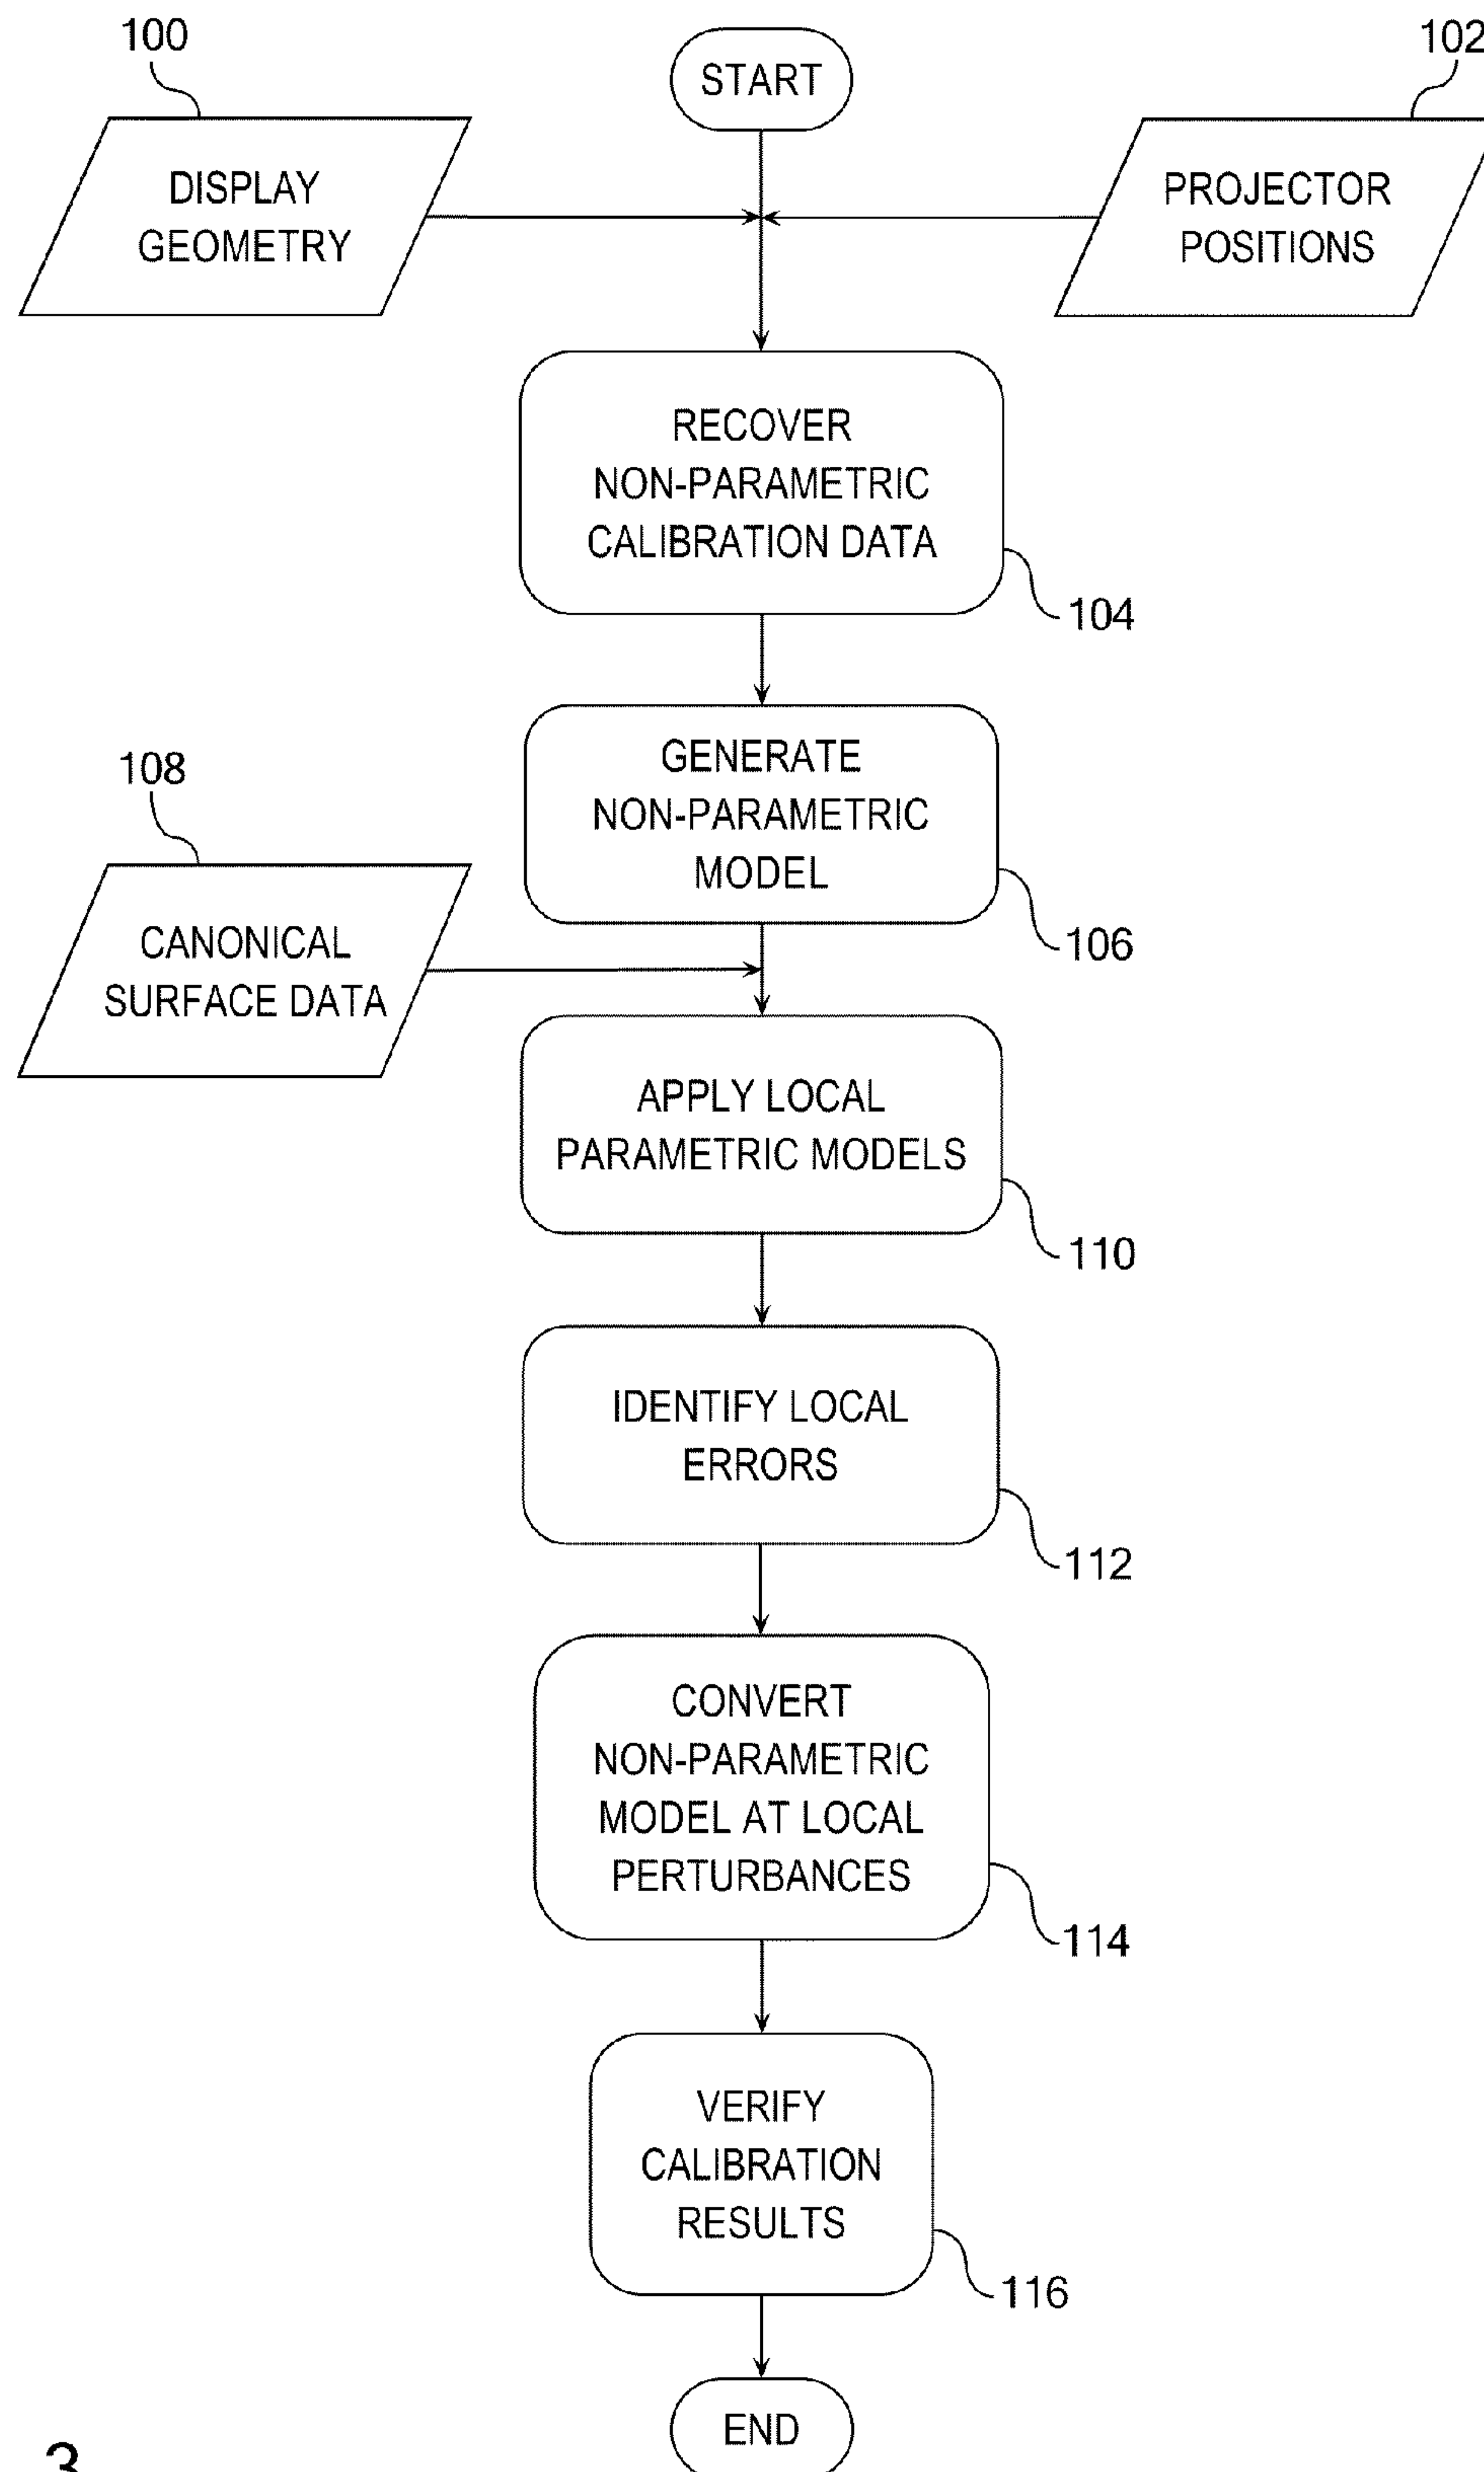 100
START
102
DISPLAY
GEOMETRY
PROJECTOR
POSITIONS
RECOVER
NON-PARAMETRIC
CALIBRATION DATA
104
GENERATE
NON-PARAMETRIC
MODEL
106
108
CANONICAL
SURFACE DATA
APPLY LOCAL
PARAMETRIC MODELS
110
IDENTIFY LOCAL
ERRORS
112
CONVERT
NON-PARAMETRIC
MODEL AT LOCAL
PERTURBANCES
114
VERIFY
CALIBRATION
RESULTS
116
END
3